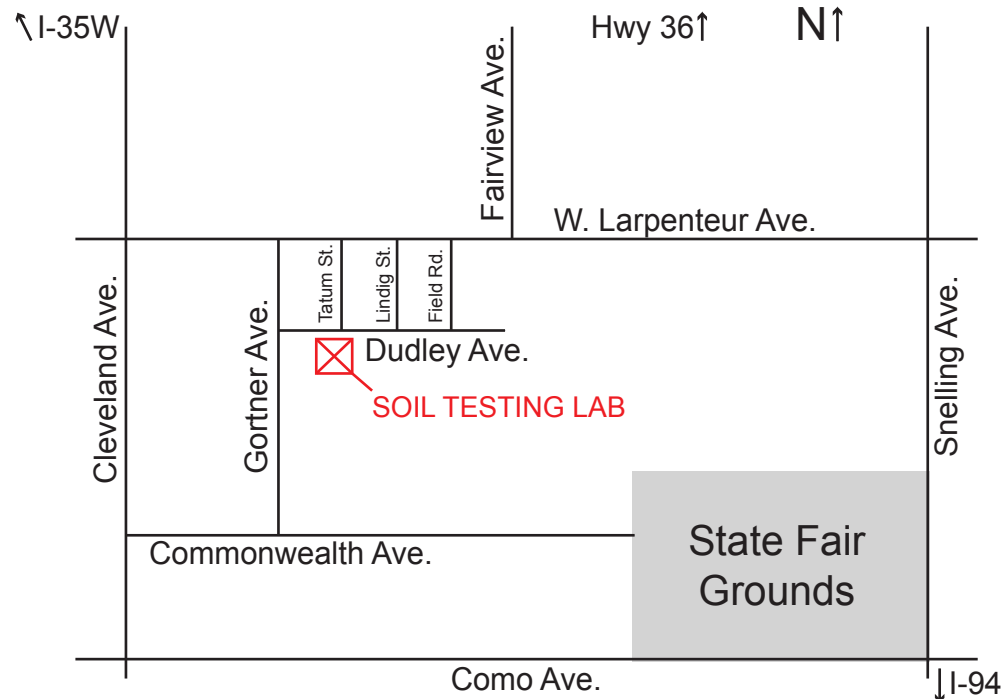 ↖I-35W
Hwy 36↑
N↑
Fairview Ave.
W. Larpenteur Ave.
Tatum St.
Lindig St.
Field Rd.
Cleveland Ave.
Gortner Ave.
Dudley Ave.
Snelling Ave.
SOIL TESTING LAB
Commonwealth Ave.
State Fair
Grounds
Como Ave.
↓I-94